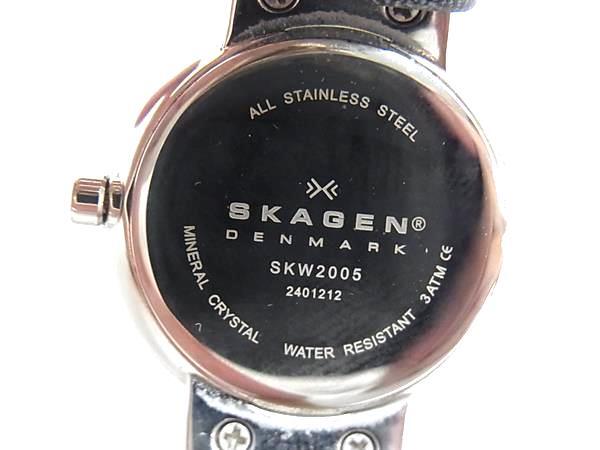 ALL STAINLESS STEEL
SKAGEN®
DENMARK
SKW2005
2401212
MINERAL CRYSTAL WATER RESISTANT 3ATM CE